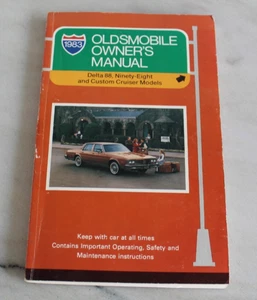 1983
OLDSMOBILE
OWNER'S
MANUAL
Delta 88, Ninety-Eight
and Custom Cruiser Models
Keep with car at all times
Contains Important Operating, Safety and
Maintenance Instructions